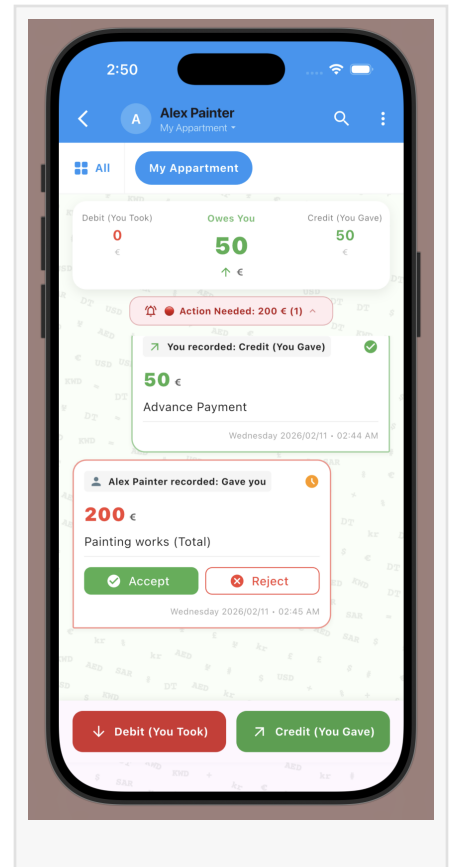 2:50
Alex Painter
A
My Appartment
All
My Appartment
Debit (You Took)
0
€
Owes You
50
€
Credit (You Gave)
50
€
Action Needed: 200 € (1)
You recorded: Credit (You Gave)
50 €
Advance Payment
Wednesday 2026/02/11 • 02:44 AM
Alex Painter recorded: Gave you
200 €
Painting works (Total)
Accept
Reject
Wednesday 2026/02/11 • 02:45 AM
Debit (You Took)
Credit (You Gave)